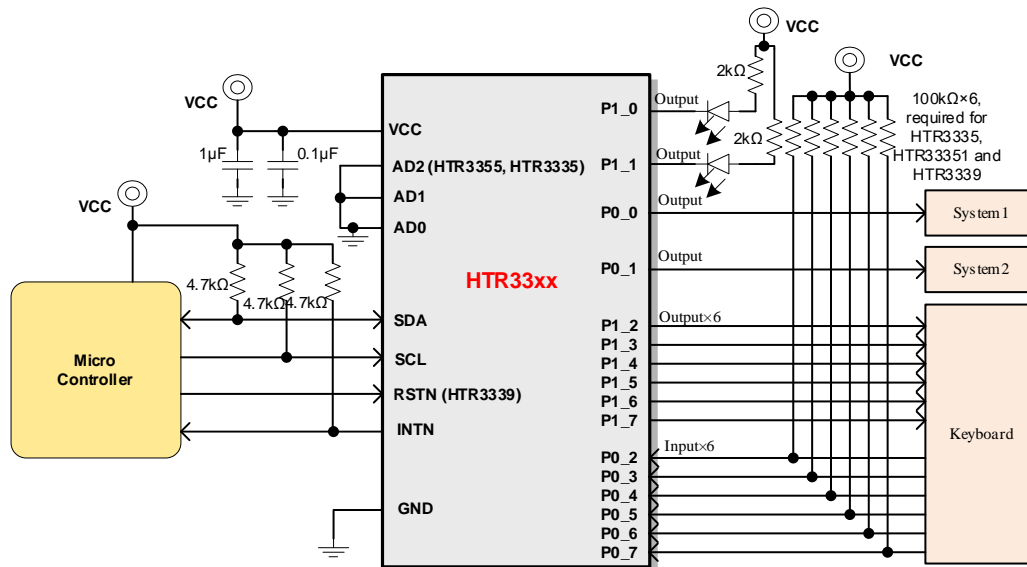 VCC
VCC
VCC
1µF
0.1µF
VCC
4.7kΩ
4.7kΩ
4.7kΩ
Micro
Controller
HTR33xx
VCC
AD2 (HTR3355, HTR3335)
AD1
AD0
SDA
SCL
RSTN (HTR3339)
INTN
GND
P1_0
P1_1
P0_0
P0_1
P1_2
P1_3
P1_4
P1_5
P1_6
P1_7
P0_2
P0_3
P0_4
P0_5
P0_6
P0_7
Output
Output
Output
Output
Output×6
Input×6
2kΩ
2kΩ
100kΩ×6,
required for
HTR3335,
HTR33351 and
HTR3339
System1
System2
Keyboard